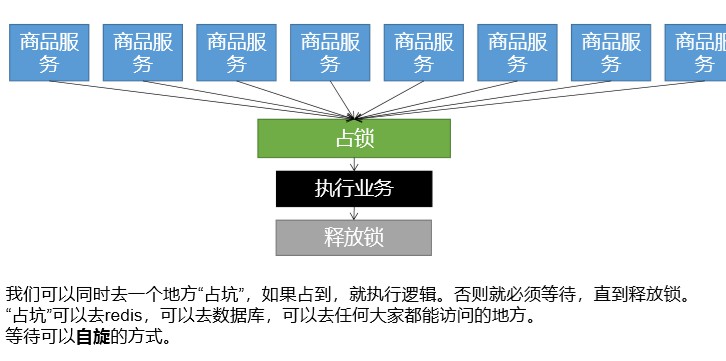 商品服
务
商品服
务
商品服
务
商品服
务
商品服
务
商品服
务
商品服
务
商品服
务
占锁
执行业务
释放锁
我们可以同时去一个地方“占坑”，如果占到，就执行逻辑。否则就必须等待，直到释放锁。
“占坑”可以去redis，可以去数据库，可以去任何大家都能访问的地方。
等待可以自旋的方式。